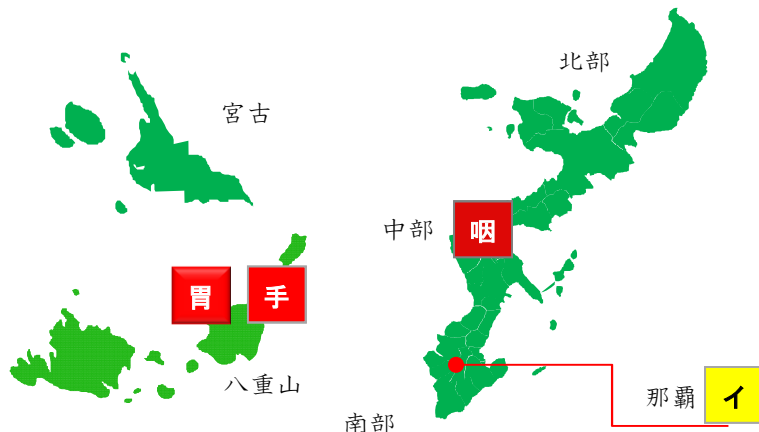 北部
宮古
中部
咽
胃
手
八重山
那覇
イ
南部